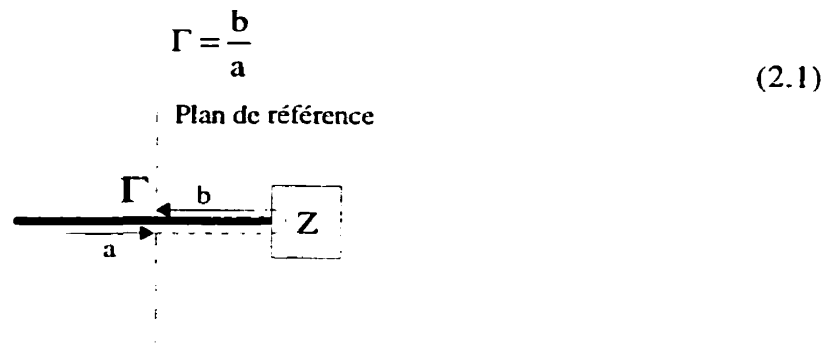 Γ = b/a
(2.1)
Plan de référence
Γ
b
Z
a